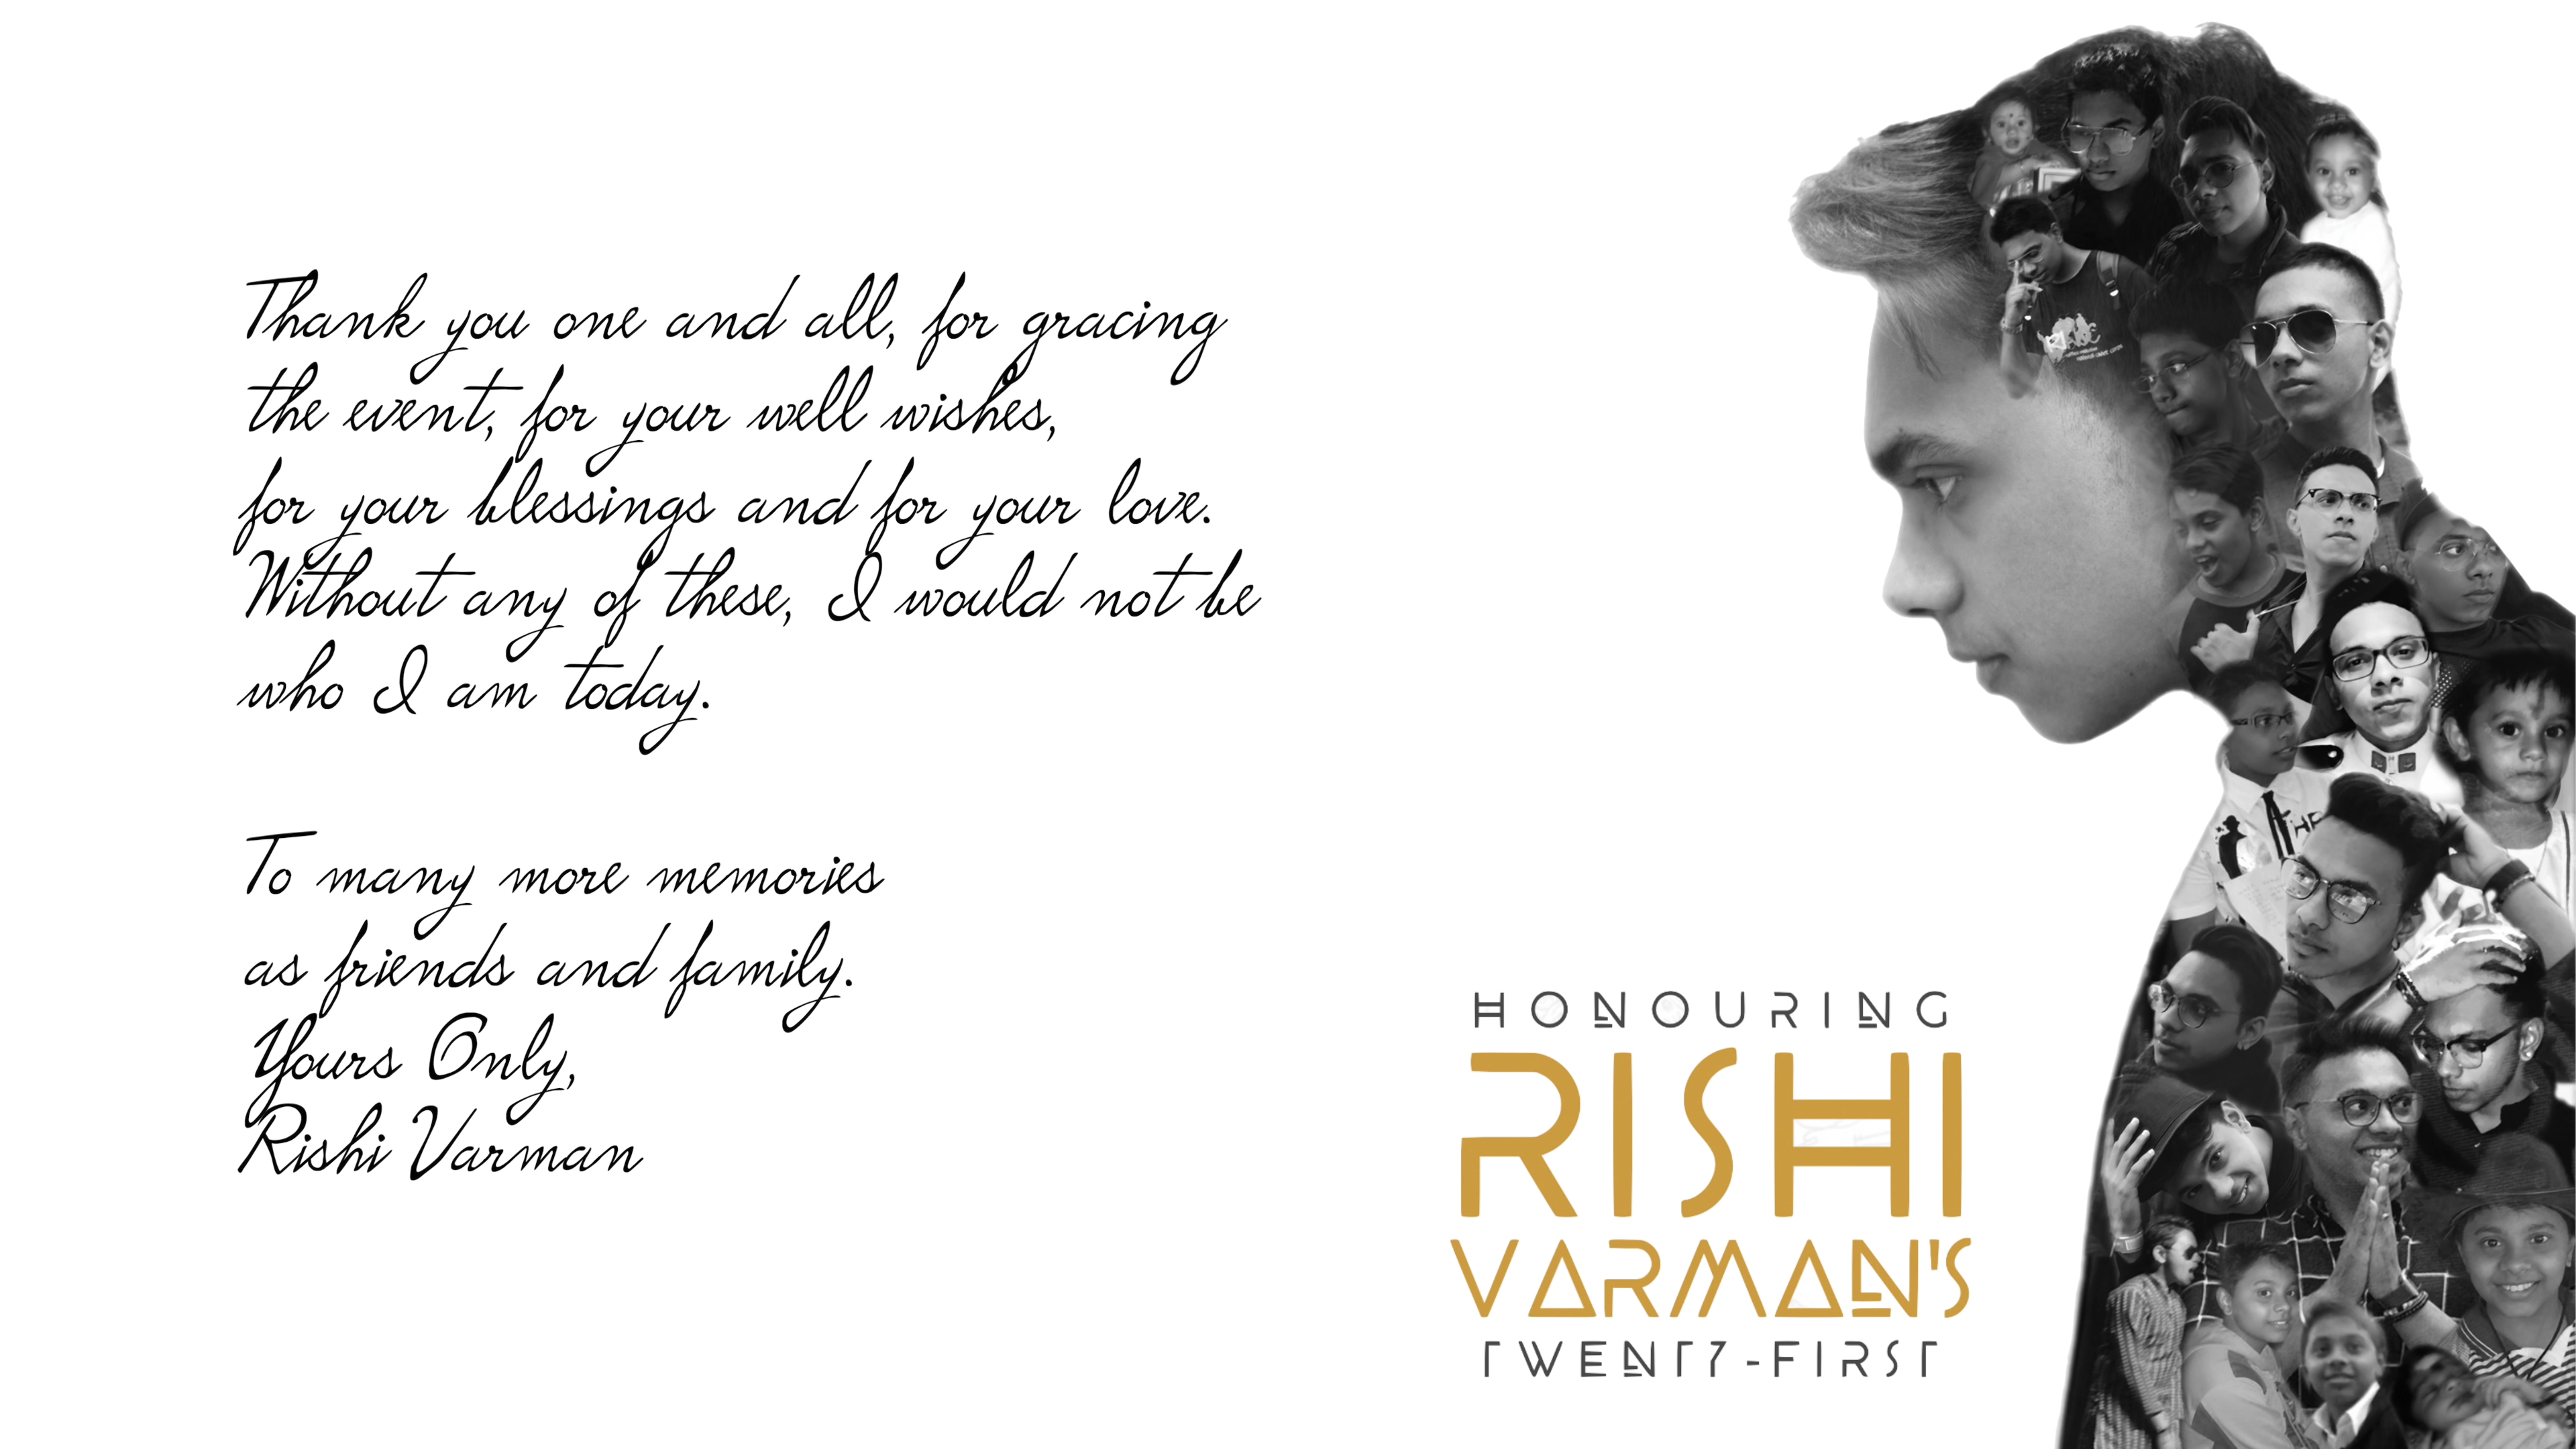 Thank you one and all, for gracing
the event, for your well wishes,
for your blessings and for your love.
Without any of these, I would not be
who I am today.
To many more memories
as friends and family.
Yours Only,
Rishi Varman
HONOURING
RISHI
VARMAN'S
TWENTY-FIRST